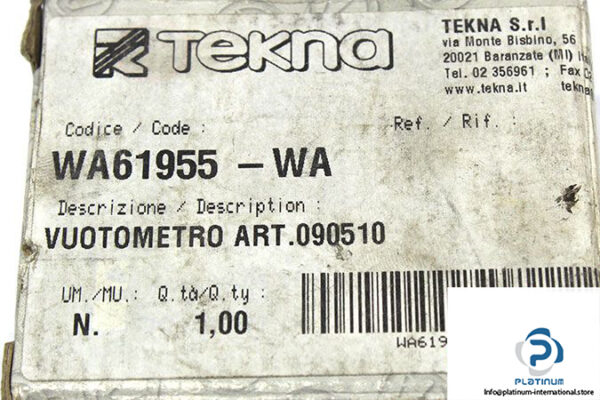 TEKNA
TEKNA S.r.l
via Monte Bisbino, 56
20021 Baranzate (MI)
Tel. 02 356961 ; Fax
www.tekna.it
Codice / Code :
Ref. / Rif. :
WA61955 – WA
Descrizione / Description :
VUOTOMETRO ART.090510
UM./MU.: Q.tà/Q.ty :
N. 1,00
WA619
PLATINUM
Info@platinum-international.store